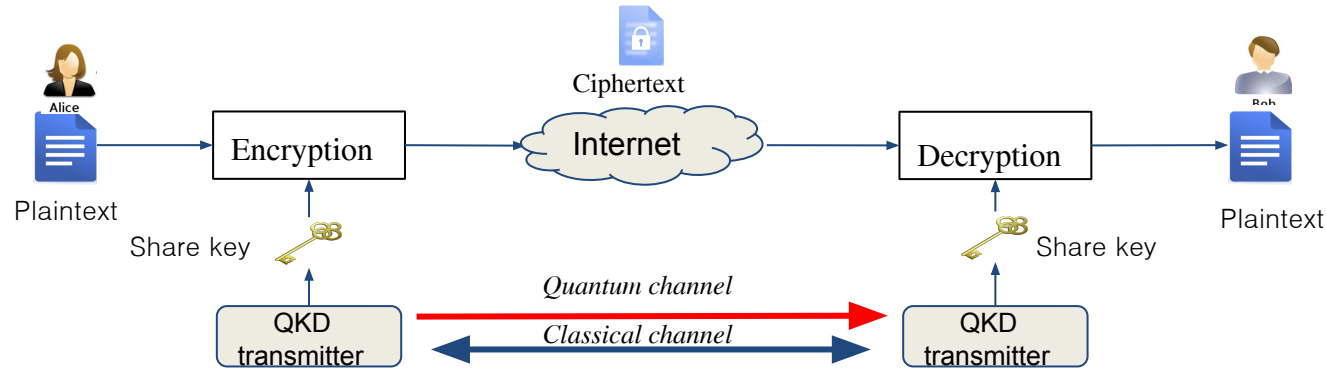 Ciphertext
Alice
Bob
Encryption
Internet
Decryption
Plaintext
Plaintext
Share key
Share key
Quantum channel
QKD
transmitter
Classical channel
QKD
transmitter